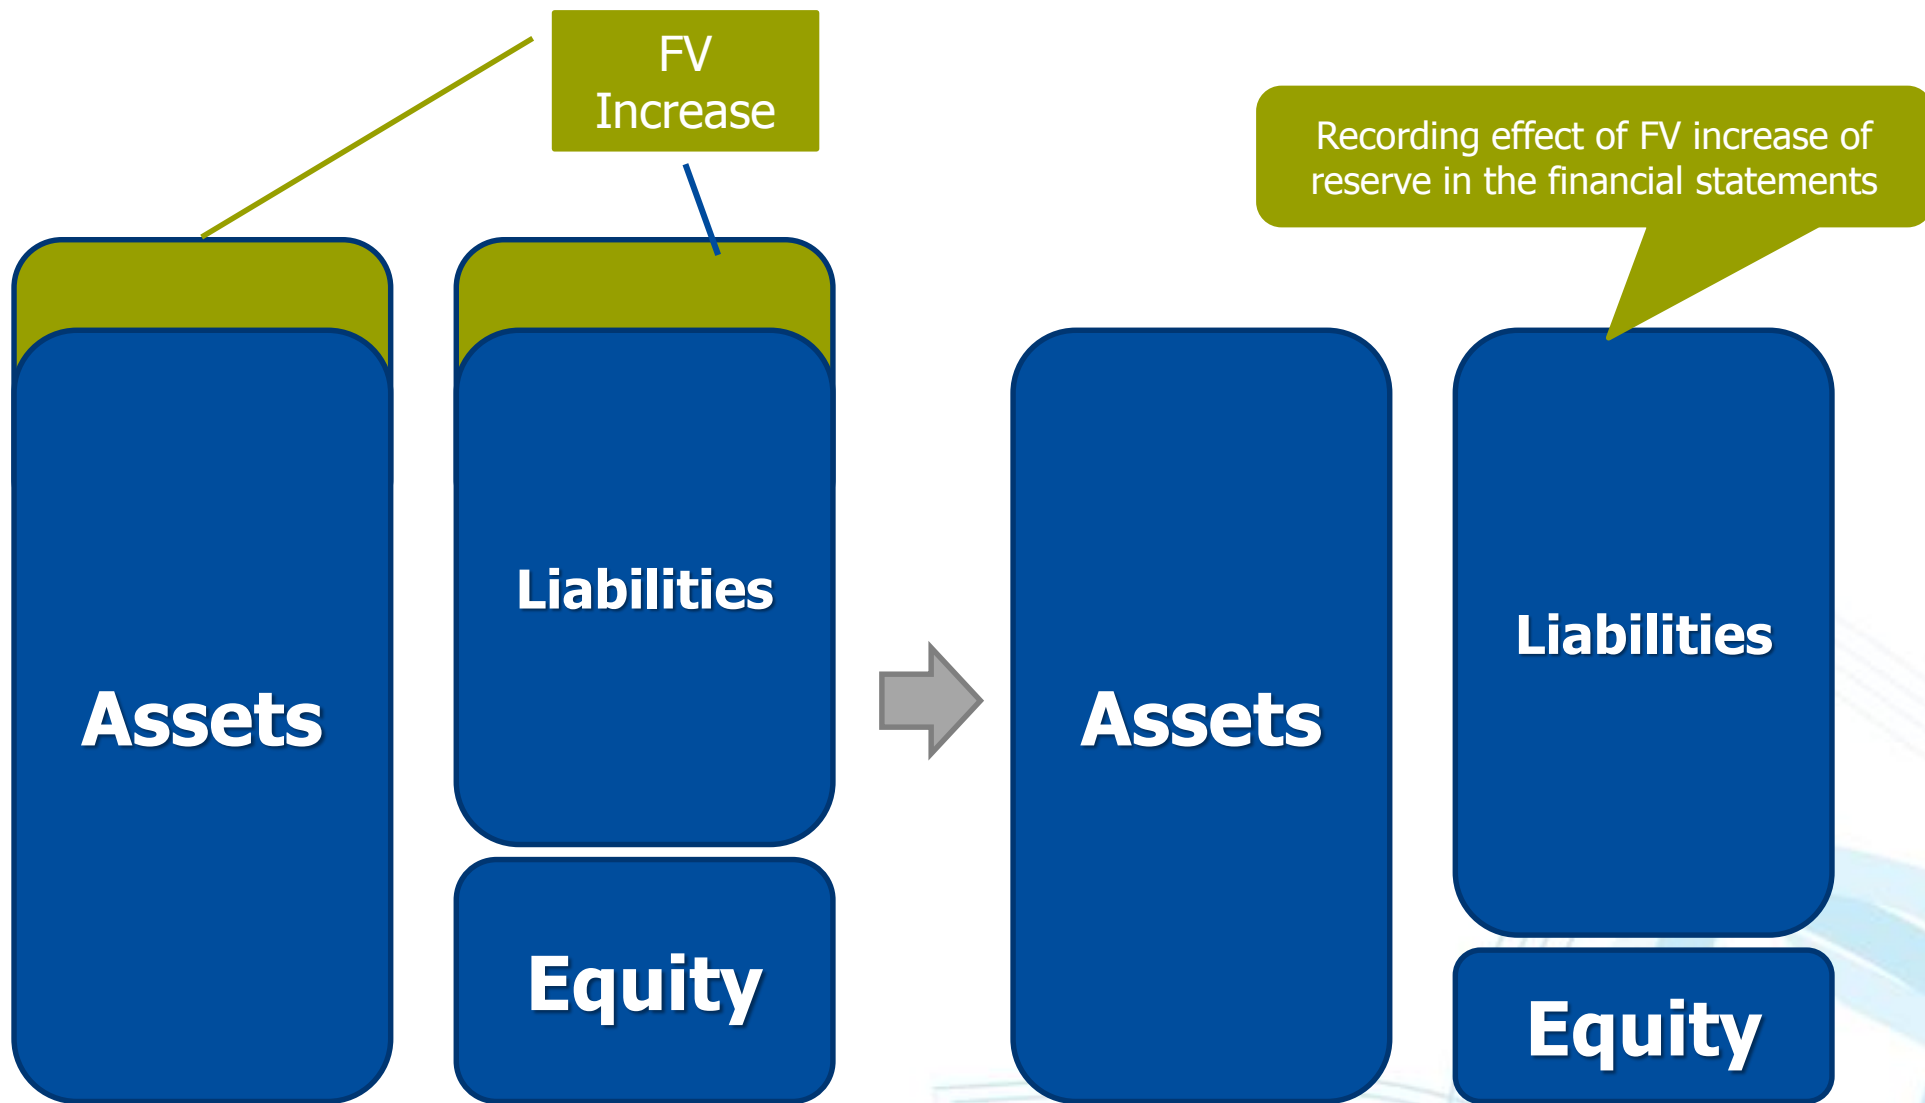 FV
Increase
Recording effect of FV increase of
reserve in the financial statements
Assets
Liabilities
Equity
Assets
Liabilities
Equity